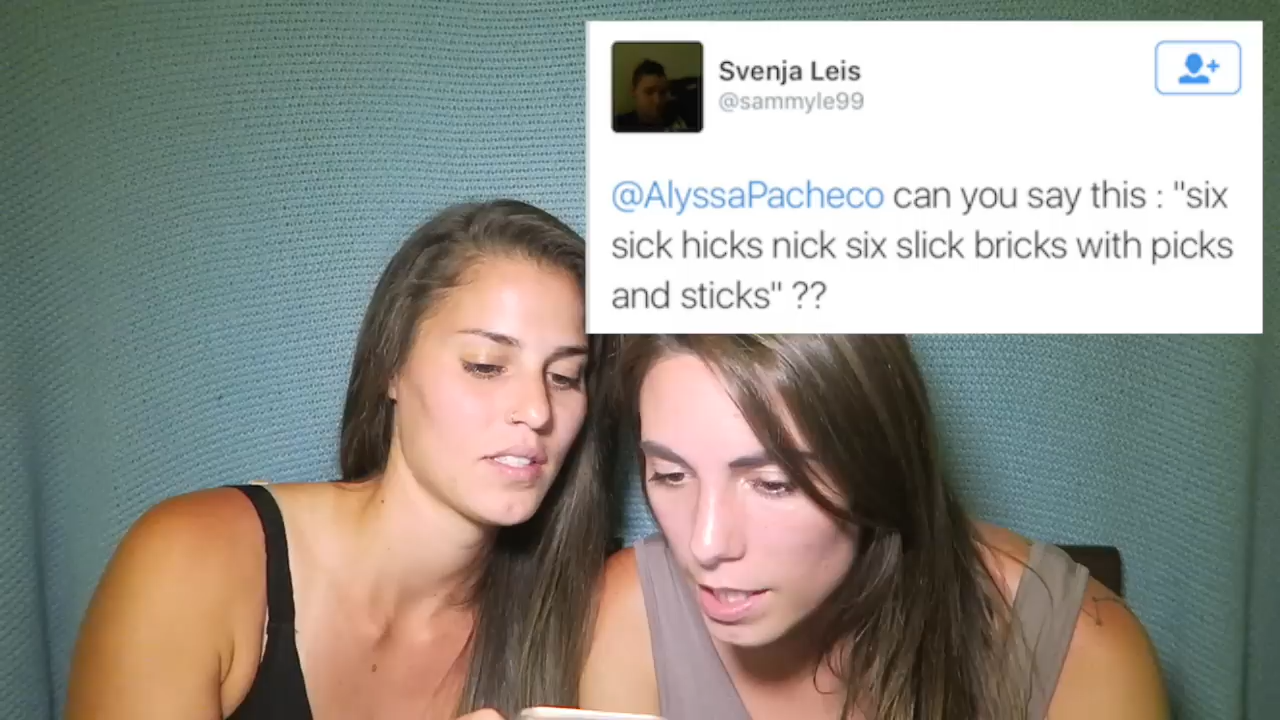 Svenja Leis
@sammyle99
@AlyssaPacheco can you say this : "six
sick hicks nick six slick bricks with picks
and sticks" ??